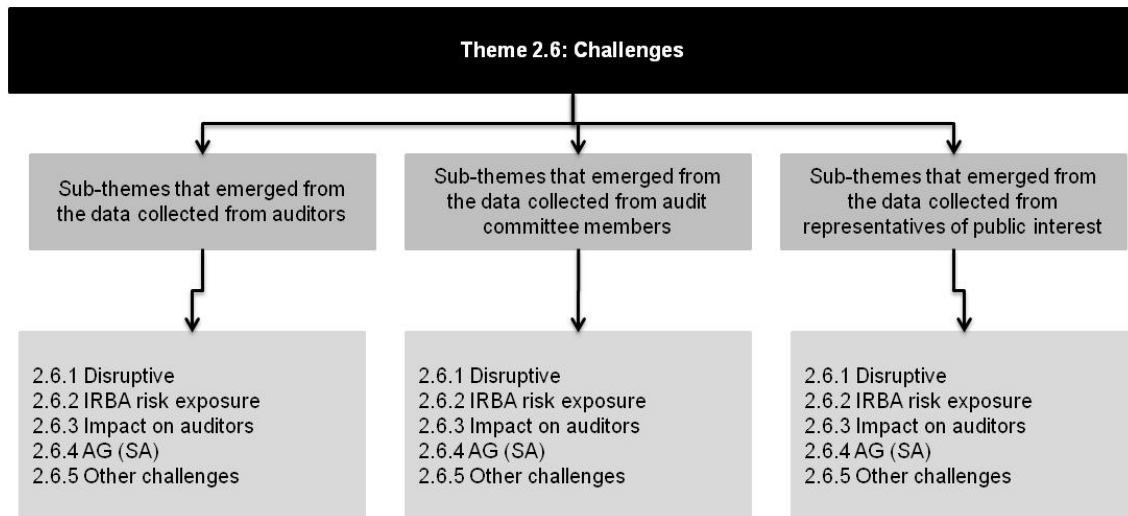 Theme 2.6: Challenges
Sub-themes that emerged from
the data collected from auditors
Sub-themes that emerged from
the data collected from audit
committee members
Sub-themes that emerged from
the data collected from
representatives of public interest
2.6.1 Disruptive
2.6.2 IRBA risk exposure
2.6.3 Impact on auditors
2.6.4 AG (SA)
2.6.5 Other challenges
2.6.1 Disruptive
2.6.2 IRBA risk exposure
2.6.3 Impact on auditors
2.6.4 AG (SA)
2.6.5 Other challenges
2.6.1 Disruptive
2.6.2 IRBA risk exposure
2.6.3 Impact on auditors
2.6.4 AG (SA)
2.6.5 Other challenges